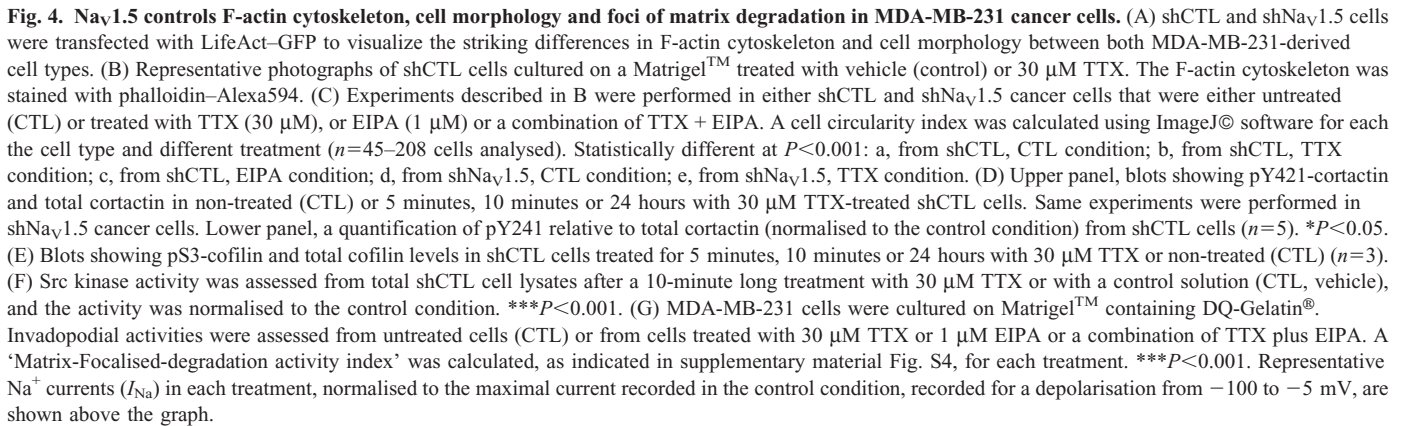 Fig. 4. NaV1.5 controls F-actin cytoskeleton, cell morphology and foci of matrix degradation in MDA-MB-231 cancer cells. (A) shCTL and shNaV1.5 cells
were transfected with LifeAct–GFP to visualize the striking differences in F-actin cytoskeleton and cell morphology between both MDA-MB-231-derived
cell types. (B) Representative photographs of shCTL cells cultured on a Matrigel™ treated with vehicle (control) or 30 μM TTX. The F-actin cytoskeleton was
stained with phalloidin–Alexa594. (C) Experiments described in B were performed in either shCTL and shNaV1.5 cancer cells that were either untreated
(CTL) or treated with TTX (30 μM), or EIPA (1 μM) or a combination of TTX + EIPA. A cell circularity index was calculated using ImageJ© software for each
the cell type and different treatment (n=45–208 cells analysed). Statistically different at P<0.001: a, from shCTL, CTL condition; b, from shCTL, TTX
condition; c, from shCTL, EIPA condition; d, from shNaV1.5, CTL condition; e, from shNaV1.5, TTX condition. (D) Upper panel, blots showing pY421-cortactin
and total cortactin in non-treated (CTL) or 5 minutes, 10 minutes or 24 hours with 30 μM TTX-treated shCTL cells. Same experiments were performed in
shNaV1.5 cancer cells. Lower panel, a quantification of pY241 relative to total cortactin (normalised to the control condition) from shCTL cells (n=5). *P<0.05.
(E) Blots showing pS3-cofilin and total cofilin levels in shCTL cells treated for 5 minutes, 10 minutes or 24 hours with 30 μM TTX or non-treated (CTL) (n=3).
(F) Src kinase activity was assessed from total shCTL cell lysates after a 10-minute long treatment with 30 μM TTX or with a control solution (CTL, vehicle),
and the activity was normalised to the control condition. ***P<0.001. (G) MDA-MB-231 cells were cultured on Matrigel™ containing DQ-Gelatin®.
Invadopodial activities were assessed from untreated cells (CTL) or from cells treated with 30 μM TTX or 1 μM EIPA or a combination of TTX plus EIPA. A
‘Matrix-Focalised-degradation activity index’ was calculated, as indicated in supplementary material Fig. S4, for each treatment. ***P<0.001. Representative
Na+ currents (INa) in each treatment, normalised to the maximal current recorded in the control condition, recorded for a depolarisation from −100 to −5 mV, are
shown above the graph.